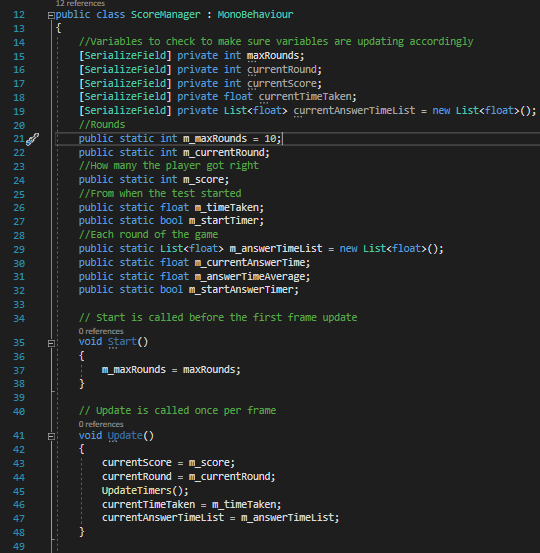 12 references
12 public class ScoreManager : MonoBehaviour
13 {
14 //Variables to check to make sure variables are updating accordingly
15 [SerializeField] private int maxRounds;
16 [SerializeField] private int currentRound;
17 [SerializeField] private int currentScore;
18 [SerializeField] private float currentTimeTaken;
19 [SerializeField] private List<float> currentAnswerTimeList = new List<float>();
20 //Rounds
21 public static int m_maxRounds = 10;
22 public static int m_currentRound;
23 //How many the player got right
24 public static int m_score;
25 //From when the test started
26 public static float m_timeTaken;
27 public static bool m_startTimer;
28 //Each round of the game
29 public static List<float> m_answerTimeList = new List<float>();
30 public static float m_currentAnswerTime;
31 public static float m_answerTimeAverage;
32 public static bool m_startAnswerTimer;
33
34 // Start is called before the first frame update
0 references
35 void Start()
36 {
37 m_maxRounds = maxRounds;
38 }
39
40 // Update is called once per frame
0 references
41 void Update()
42 {
43 currentScore = m_score;
44 currentRound = m_currentRound;
45 UpdateTimers();
46 currentTimeTaken = m_timeTaken;
47 currentAnswerTimeList = m_answerTimeList;
48 }
49